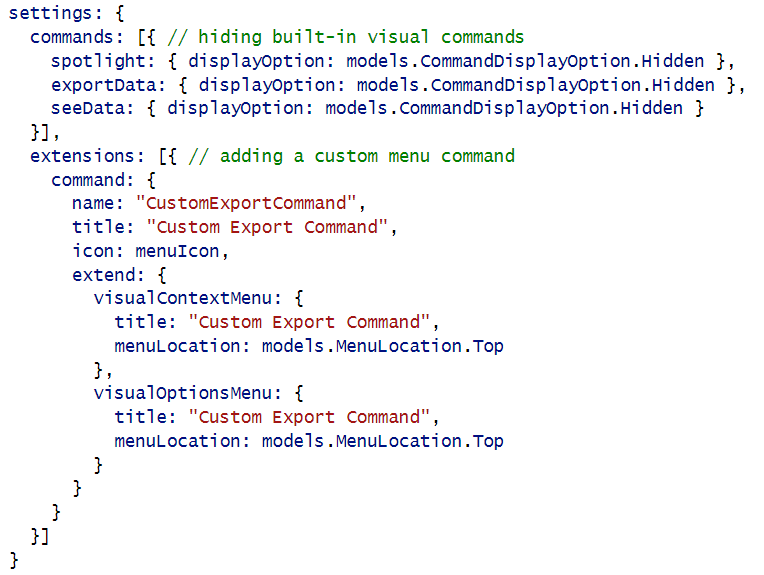 settings: {
  commands: [{ // hiding built-in visual commands
    spotlight: { displayOption: models.CommandDisplayOption.Hidden },
    exportData: { displayOption: models.CommandDisplayOption.Hidden },
    seeData: { displayOption: models.CommandDisplayOption.Hidden }
  }],
  extensions: [{ // adding a custom menu command
    command: {
      name: "CustomExportCommand",
      title: "Custom Export Command",
      icon: menuIcon,
      extend: {
        visualContextMenu: {
          title: "Custom Export Command",
          menuLocation: models.MenuLocation.Top
        },
        visualOptionsMenu: {
          title: "Custom Export Command",
          menuLocation: models.MenuLocation.Top
        }
      }
    }
  }]
}